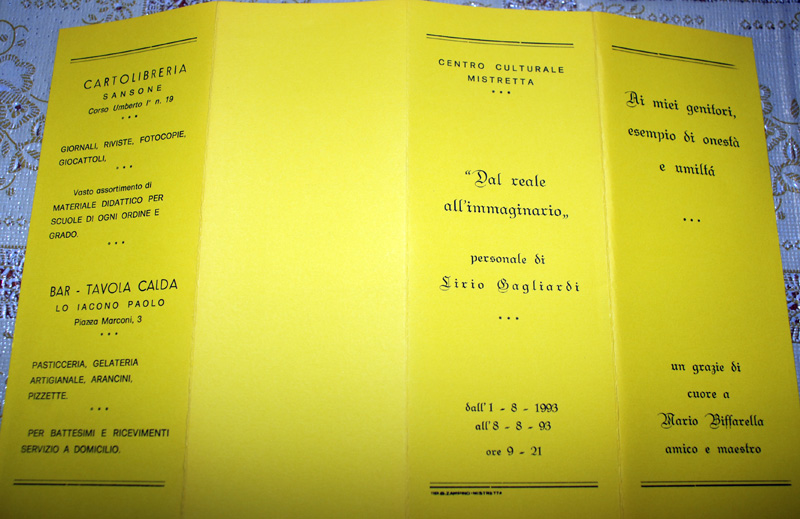 CARTOLIBRERIA
SANSONE
Corso Umberto I° n. 19
• • •
GIORNALI, RIVISTE, FOTOCOPIE,
GIOCATTOLI,
• • •
Vasto assortimento di
MATERIALE DIDATTICO PER
SCUOLE DI OGNI ORDINE E
GRADO.
• • •
BAR - TAVOLA CALDA
LO IACONO PAOLO
Piazza Marconi, 3
• • •
PASTICCERIA, GELATERIA
ARTIGIANALE, ARANCINI,
PIZZETTE.
• • •
PER BATTESIMI E RICEVIMENTI
SERVIZIO A DOMICILIO.
CENTRO CULTURALE
MISTRETTA
• • •
“Dal reale
all'immaginario„
personale di
Lirio Gagliardi
• • •
dall'1 - 8 - 1993
all'8 - 8 - 93
ore 9 - 21
MISTRETTA
Ai miei genitori,
esempio di onestà
e umiltá
• • •
un grazie di
cuore a
Mario Biffarella
amico e maestro